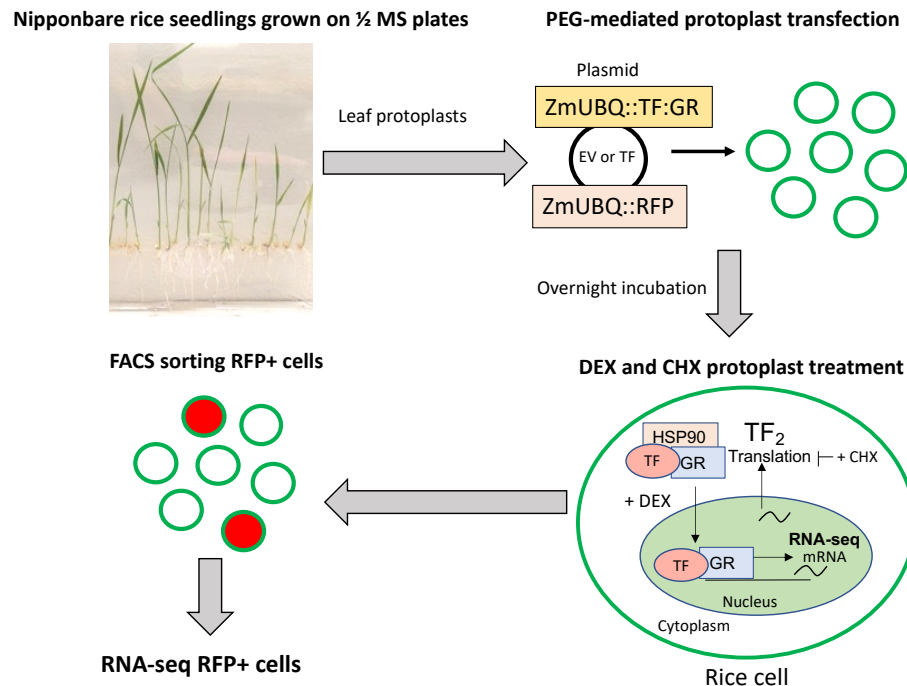 Nipponbare rice seedlings grown on ½ MS plates
PEG-mediated protoplast transfection
Leaf protoplasts
Plasmid
ZmUBQ::TF:GR
EV or TF
ZmUBQ::RFP
Overnight incubation
DEX and CHX protoplast treatment
HSP90
TF
GR
TF₂
Translation
+ CHX
+ DEX
TF
GR
RNA-seq
mRNA
Nucleus
Cytoplasm
Rice cell
FACS sorting RFP+ cells
RNA-seq RFP+ cells